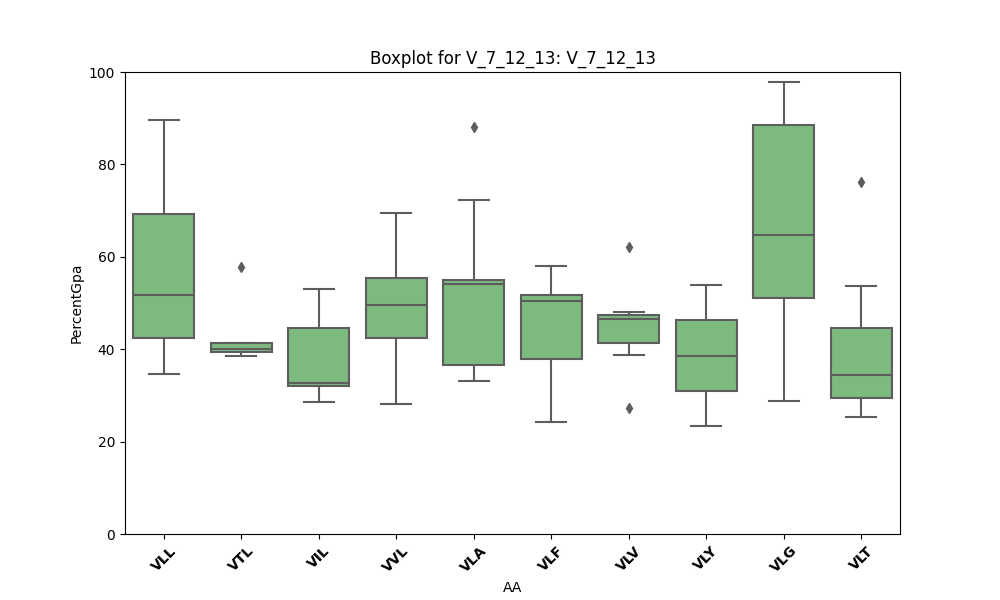 Boxplot for V_7_12_13: V_7_12_13
100
80
60
40
20
0
PercentGpa
VLL VTL VIL VVL VLA VLF VLV VLY VLG VLT
AA